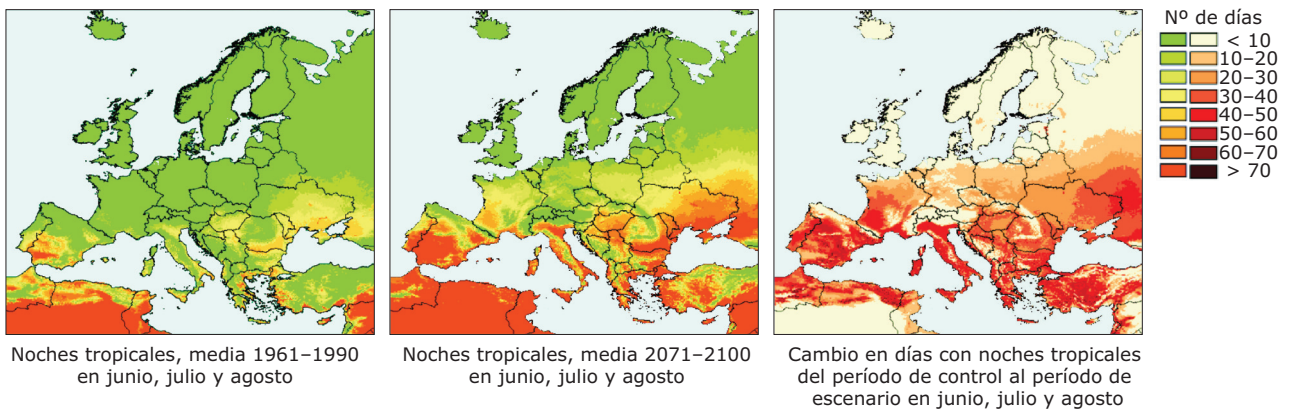 Nº de días
< 10
10–20
20–30
30–40
40–50
50–60
60–70
> 70
Noches tropicales, media 1961–1990
en junio, julio y agosto
Noches tropicales, media 2071–2100
en junio, julio y agosto
Cambio en días con noches tropicales
del período de control al período de
escenario en junio, julio y agosto